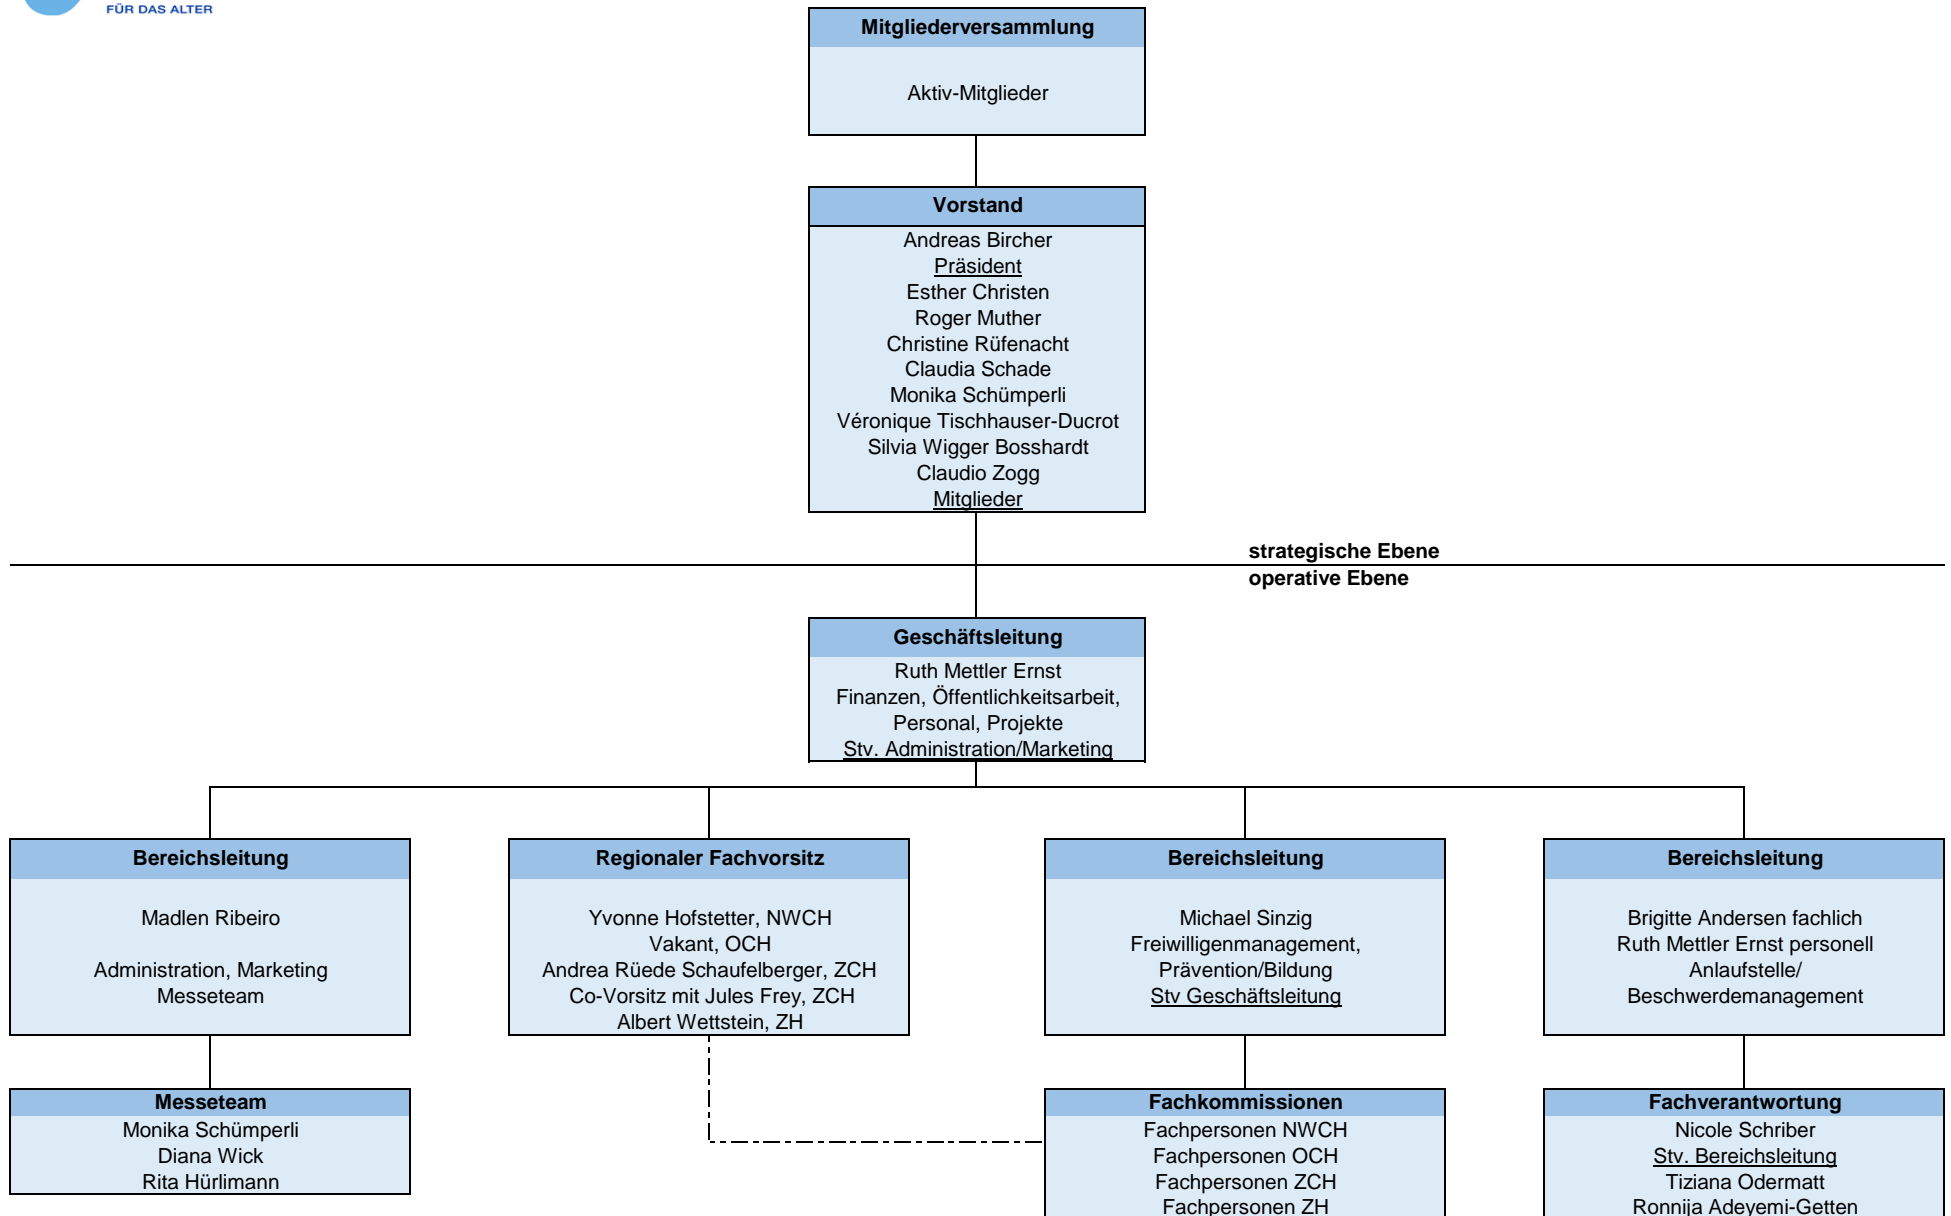 FÜR DAS ALTER
Mitgliederversammlung
Aktiv-Mitglieder
Vorstand
Andreas Bircher
Präsident
Esther Christen
Roger Muther
Christine Rüfenacht
Claudia Schade
Monika Schümperli
Véronique Tischhauser-Ducrot
Silvia Wigger Bosshardt
Claudio Zogg
Mitglieder
strategische Ebene
operative Ebene
Geschäftsleitung
Ruth Mettler Ernst
Finanzen, Öffentlichkeitsarbeit,
Personal, Projekte
Stv. Administration/Marketing
Bereichsleitung
Madlen Ribeiro
Administration, Marketing
Messeteam
Regionaler Fachvorsitz
Yvonne Hofstetter, NWCH
Vakant, OCH
Andrea Rüede Schaufelberger, ZCH
Co-Vorsitz mit Jules Frey, ZCH
Albert Wettstein, ZH
Bereichsleitung
Michael Sinzig
Freiwilligenmanagement,
Prävention/Bildung
Stv Geschäftsleitung
Bereichsleitung
Brigitte Andersen fachlich
Ruth Mettler Ernst personell
Anlaufstelle/
Beschwerdemanagement
Messeteam
Monika Schümperli
Diana Wick
Rita Hürlimann
Fachkommissionen
Fachpersonen NWCH
Fachpersonen OCH
Fachpersonen ZCH
Fachpersonen ZH
Fachverantwortung
Nicole Schriber
Stv. Bereichsleitung
Tiziana Odermatt
Ronnija Adeyemi-Getten